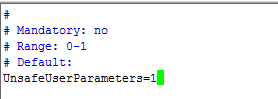 #
# Mandatory: no
# Range: 0-1
# Default:
UnsafeUserParameters=1